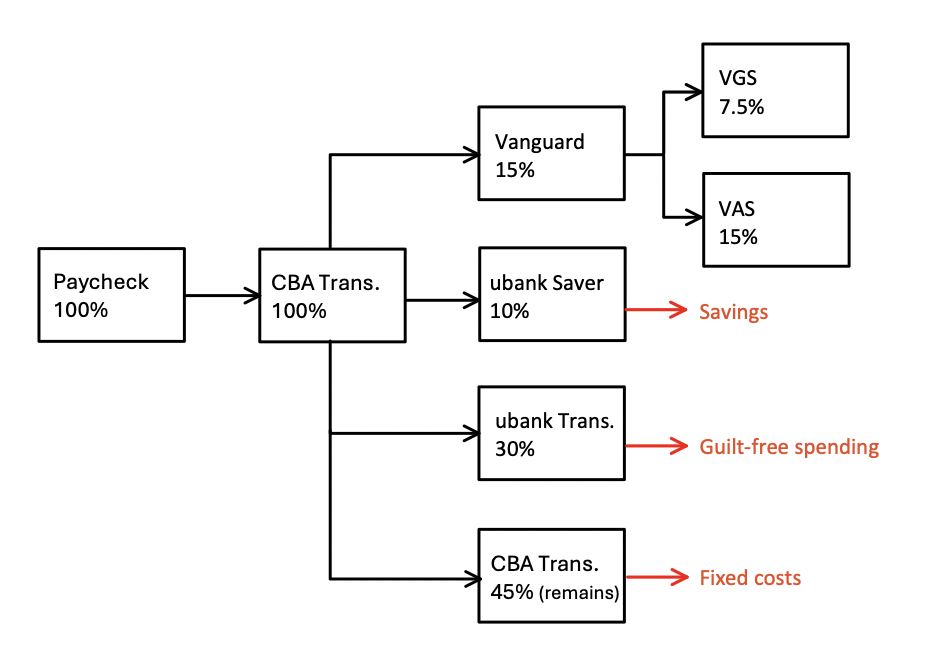 VGS
7.5%
Vanguard
15%
VAS
15%
Paycheck
100%
CBA Trans.
100%
ubank Saver
10%
Savings
ubank Trans.
30%
Guilt-free spending
CBA Trans.
45% (remains)
Fixed costs